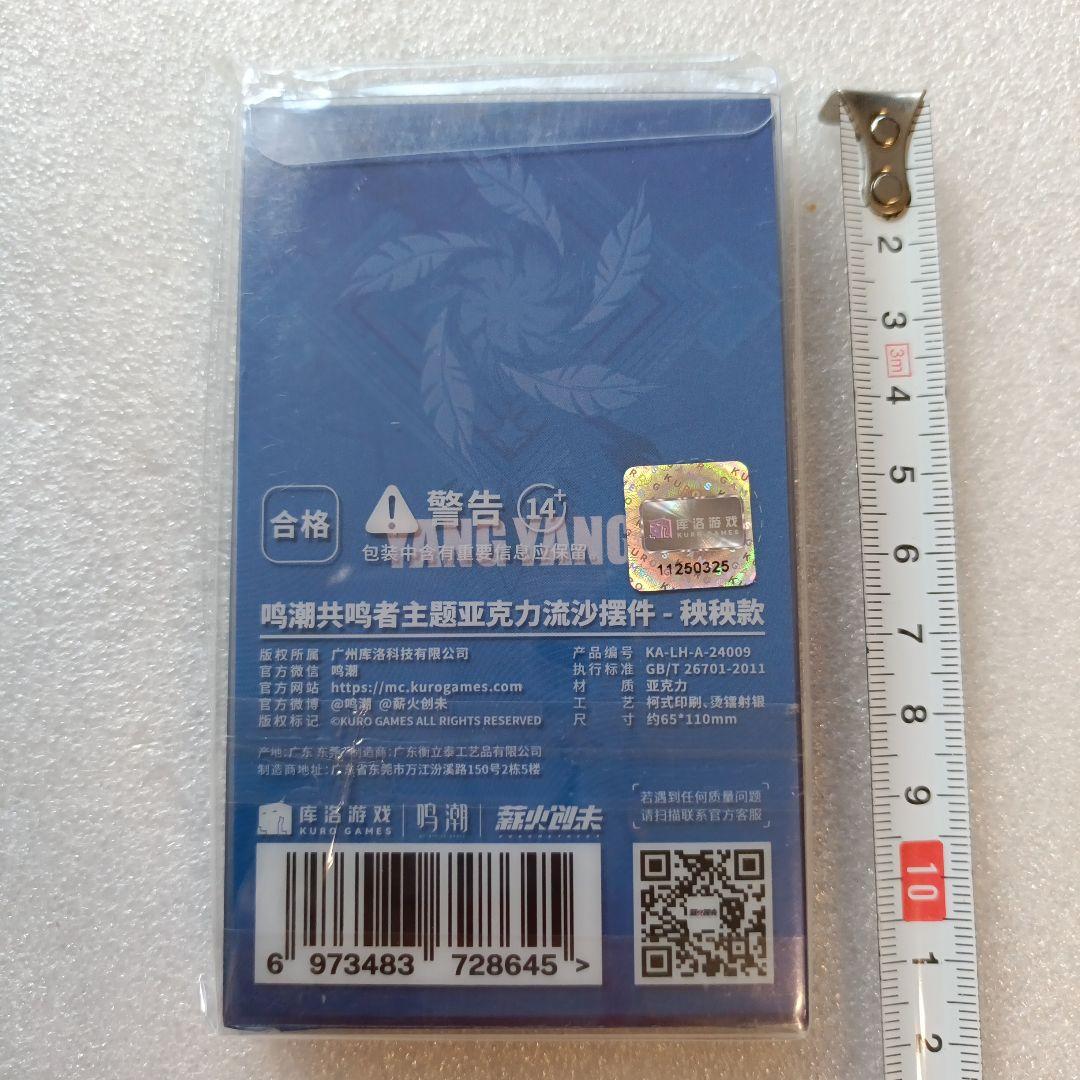 合格
警告 14+
包装中含有重要信息应保留
YANGYANG
库洛游戏
KURO GAMES
11250325
鸣潮共鸣者主题亚克力流沙摆件 - 秧秧款
版权所属 广州库洛科技有限公司
官方微信 鸣潮
官方网站 https://mc.kurogames.com
官方微博 @鸣潮 @薪火创未
版权标记 ©KURO GAMES ALL RIGHTS RESERVED
产品编号 KA-LH-A-24009
执行标准 GB/T 26701-2011
材 质 亚克力
工 艺 柯式印刷、烫镭射银
尺 寸 约65*110mm
产地:广东 东莞 制造商:广东衡立泰工艺品有限公司
制造商地址:广东省东莞市万江汾溪路150号2栋5楼
库洛游戏
KURO GAMES
鸣潮
薪火创未
若遇到任何质量问题
请扫描联系官方客服
6 973483 728645 >
2
3
3m
4
5
6
7
8
9
10
1
2